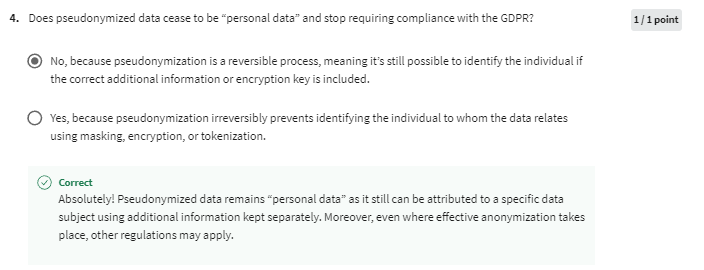 4. Does pseudonymized data cease to be “personal data” and stop requiring compliance with the GDPR?
1 / 1 point
No, because pseudonymization is a reversible process, meaning it’s still possible to identify the individual if
the correct additional information or encryption key is included.
Yes, because pseudonymization irreversibly prevents identifying the individual to whom the data relates
using masking, encryption, or tokenization.
Correct
Absolutely! Pseudonymized data remains “personal data” as it still can be attributed to a specific data
subject using additional information kept separately. Moreover, even where effective anonymization takes
place, other regulations may apply.